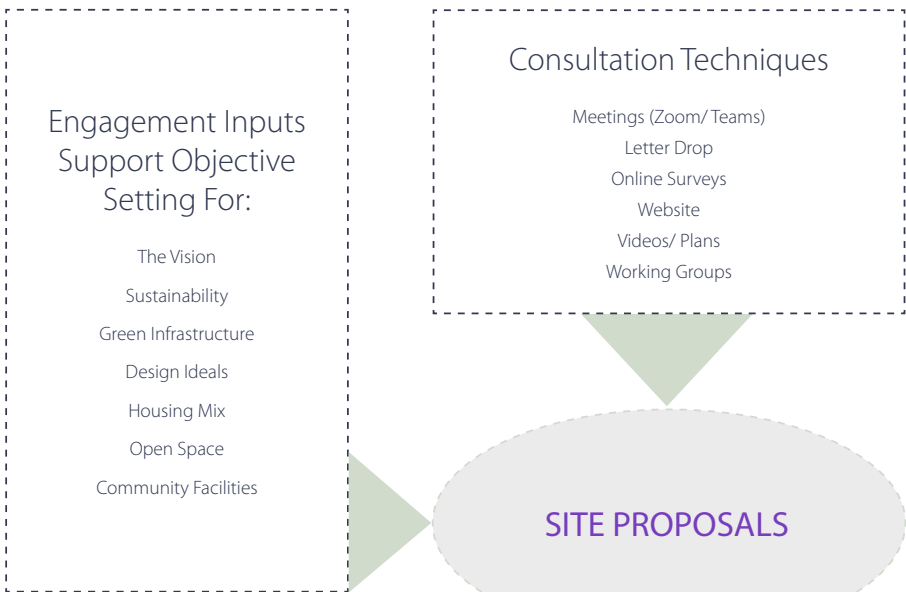 Engagement Inputs
Support Objective
Setting For:
The Vision
Sustainability
Green Infrastructure
Design Ideals
Housing Mix
Open Space
Community Facilities
Consultation Techniques
Meetings (Zoom/ Teams)
Letter Drop
Online Surveys
Website
Videos/ Plans
Working Groups
SITE PROPOSALS